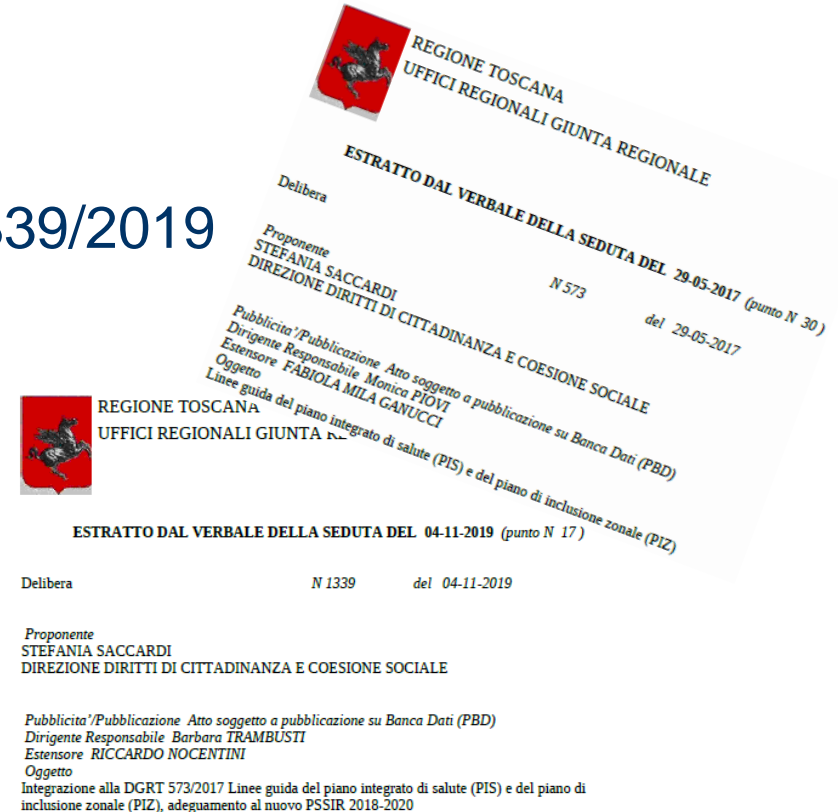 39/2019
REGIONE TOSCANA
UFFICI REGIONALI GIUNTA REGIONALE
ESTRATTO DAL VERBALE DELLA SEDUTA DEL 29-05-2017 (punto N 30 )
Delibera N 573 del 29-05-2017
Proponente
STEFANIA SACCARDI
DIREZIONE DIRITTI DI CITTADINANZA E COESIONE SOCIALE
Pubblicita'/Pubblicazione Atto soggetto a pubblicazione su Banca Dati (PBD)
Dirigente Responsabile Monica PIOVI
Estensore FABIOLA MILA GANUCCI
Oggetto
Linee guida del piano integrato di salute (PIS) e del piano di inclusione zonale (PIZ)
REGIONE TOSCANA
UFFICI REGIONALI GIUNTA
ESTRATTO DAL VERBALE DELLA SEDUTA DEL 04-11-2019 (punto N 17 )
Delibera N 1339 del 04-11-2019
Proponente
STEFANIA SACCARDI
DIREZIONE DIRITTI DI CITTADINANZA E COESIONE SOCIALE
Pubblicita'/Pubblicazione Atto soggetto a pubblicazione su Banca Dati (PBD)
Dirigente Responsabile Barbara TRAMBUSTI
Estensore RICCARDO NOCENTINI
Oggetto
Integrazione alla DGRT 573/2017 Linee guida del piano integrato di salute (PIS) e del piano di
inclusione zonale (PIZ), adeguamento al nuovo PSSIR 2018-2020